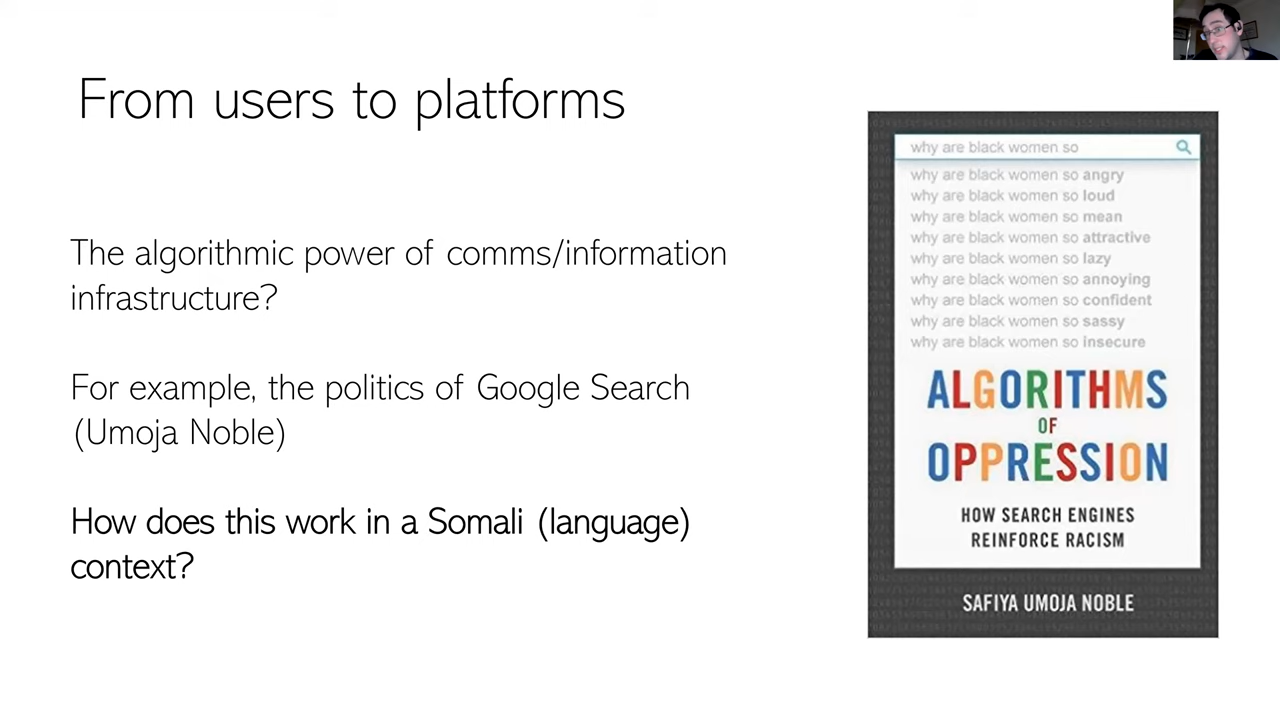 From users to platforms
The algorithmic power of comms/information
infrastructure?
For example, the politics of Google Search
(Umoja Noble)
How does this work in a Somali (language)
context?
why are black women so
why are black women so angry
why are black women so loud
why are black women so mean
why are black women so attractive
why are black women so lazy
why are black women so annoying
why are black women so confident
why are black women so sassy
why are black women so insecure
ALGORITHMS
OF
OPPRESSION
HOW SEARCH ENGINES
REINFORCE RACISM
SAFIYA UMOJA NOBLE